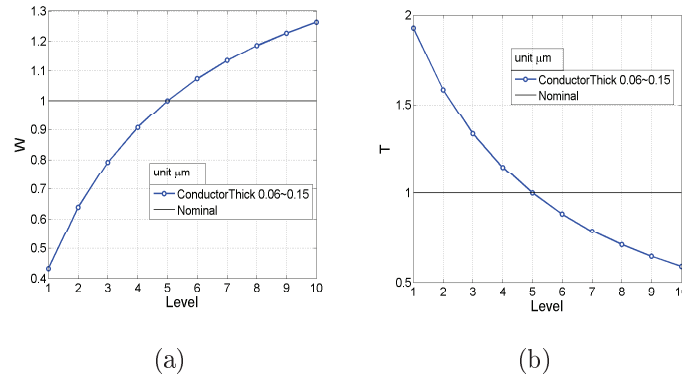 1.3
1.2
1.1
1
0.9
0.8
0.7
0.6
0.5
0.4
W
unit μm
ConductorThick 0.06~0.15
Nominal
1 2 3 4 5 6 7 8 9 10
Level
(a)
2
1.5
1
0.5
T
unit μm
ConductorThick 0.06~0.15
Nominal
1 2 3 4 5 6 7 8 9 1
Level
(b)